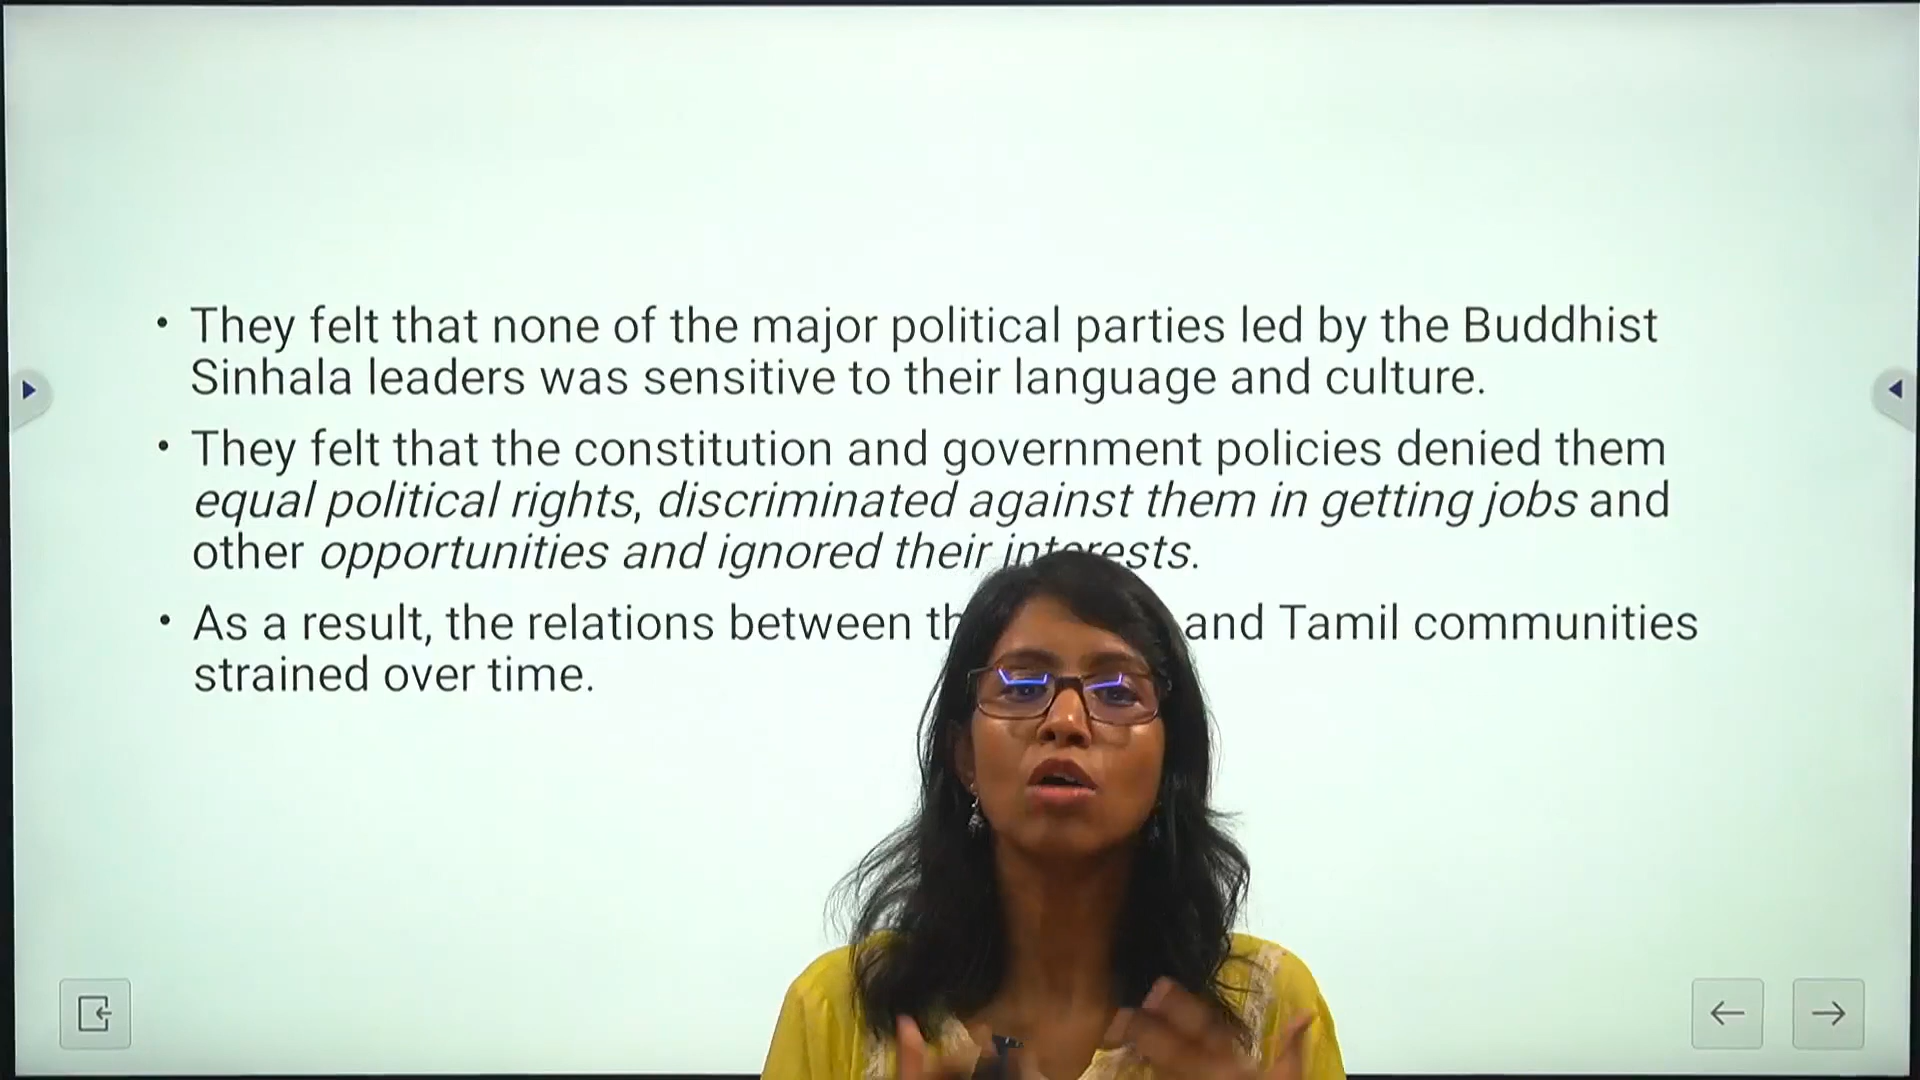 • They felt that none of the major political parties led by the Buddhist
Sinhala leaders was sensitive to their language and culture.
• They felt that the constitution and government policies denied them
equal political rights, discriminated against them in getting jobs and
other opportunities and ignored their interests.
• As a result, the relations between and Tamil communities
strained over time.